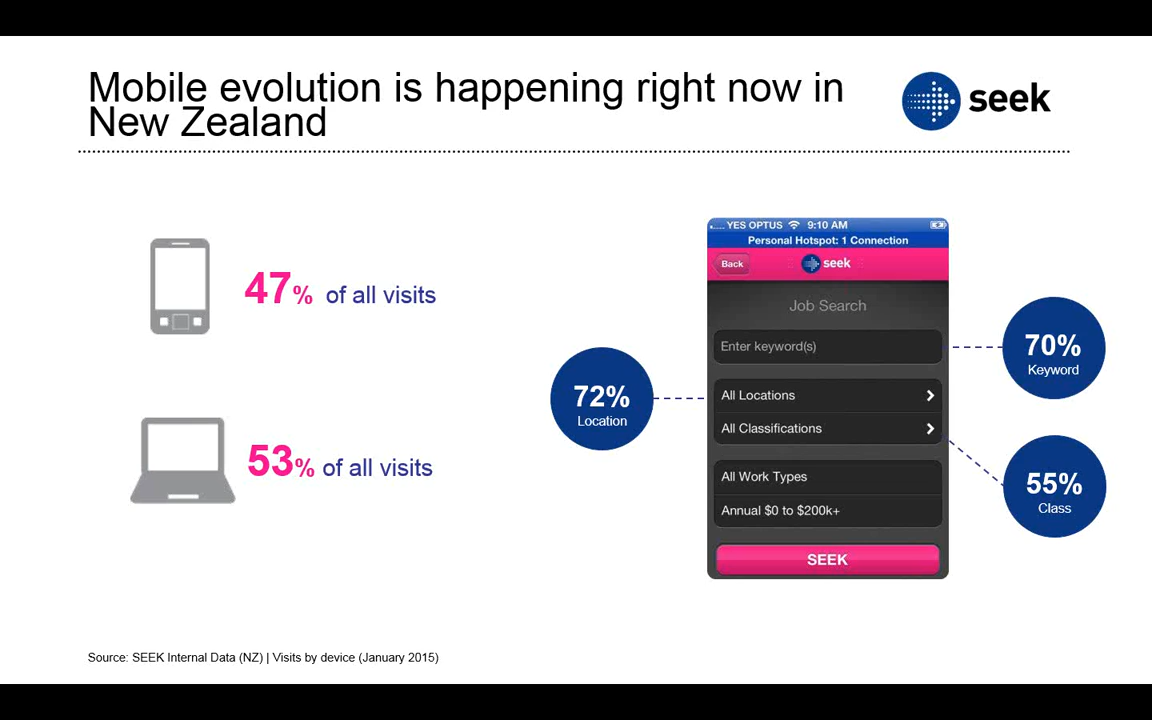 Mobile evolution is happening right now in
New Zealand
seek
47% of all visits
53% of all visits
YES OPTUS 9:10 AM
Personal Hotspot: 1 Connection
Back
seek
Job Search
Enter keyword(s)
All Locations
All Classifications
All Work Types
Annual $0 to $200k+
SEEK
72%
Location
70%
Keyword
55%
Class
Source: SEEK Internal Data (NZ) | Visits by device (January 2015)